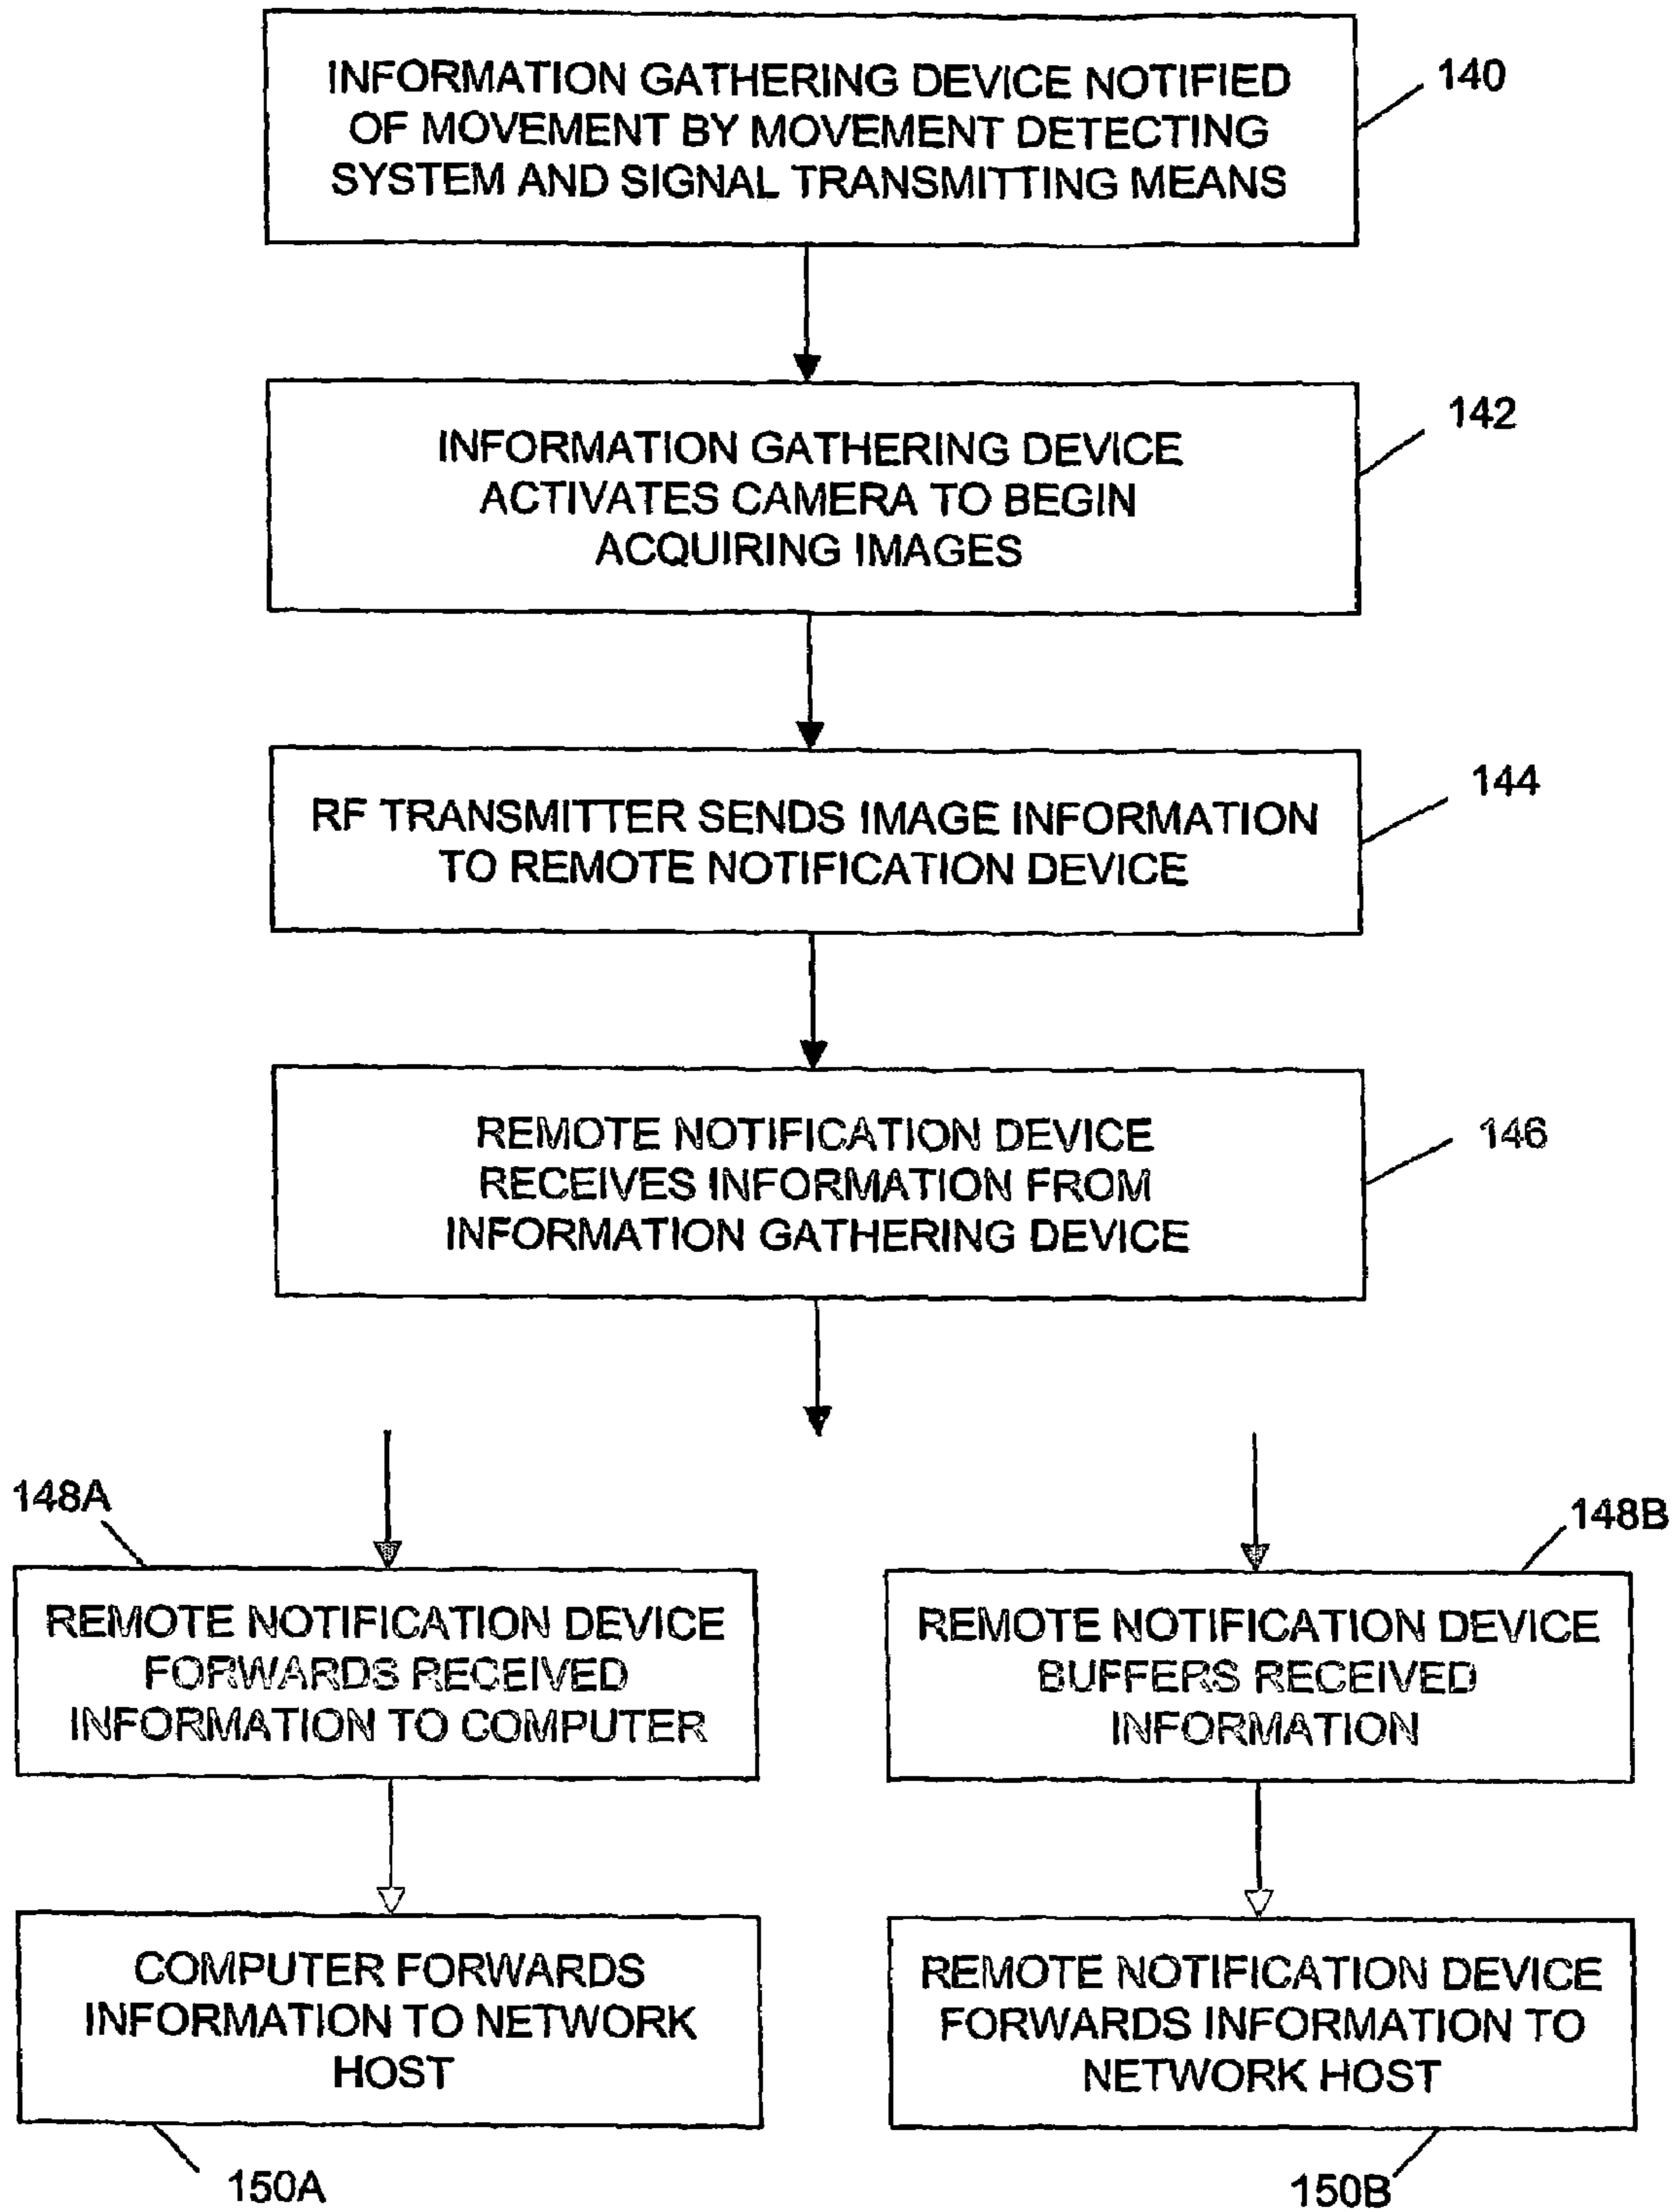 INFORMATION GATHERING DEVICE NOTIFIED
OF MOVEMENT BY MOVEMENT DETECTING
SYSTEM AND SIGNAL TRANSMITTING MEANS
140
INFORMATION GATHERING DEVICE
ACTIVATES CAMERA TO BEGIN
ACQUIRING IMAGES
142
RF TRANSMITTER SENDS IMAGE INFORMATION
TO REMOTE NOTIFICATION DEVICE
144
REMOTE NOTIFICATION DEVICE
RECEIVES INFORMATION FROM
INFORMATION GATHERING DEVICE
146
148A
REMOTE NOTIFICATION DEVICE
FORWARDS RECEIVED
INFORMATION TO COMPUTER
148B
REMOTE NOTIFICATION DEVICE
BUFFERS RECEIVED
INFORMATION
COMPUTER FORWARDS
INFORMATION TO NETWORK
HOST
150A
REMOTE NOTIFICATION DEVICE
FORWARDS INFORMATION TO
NETWORK HOST
150B